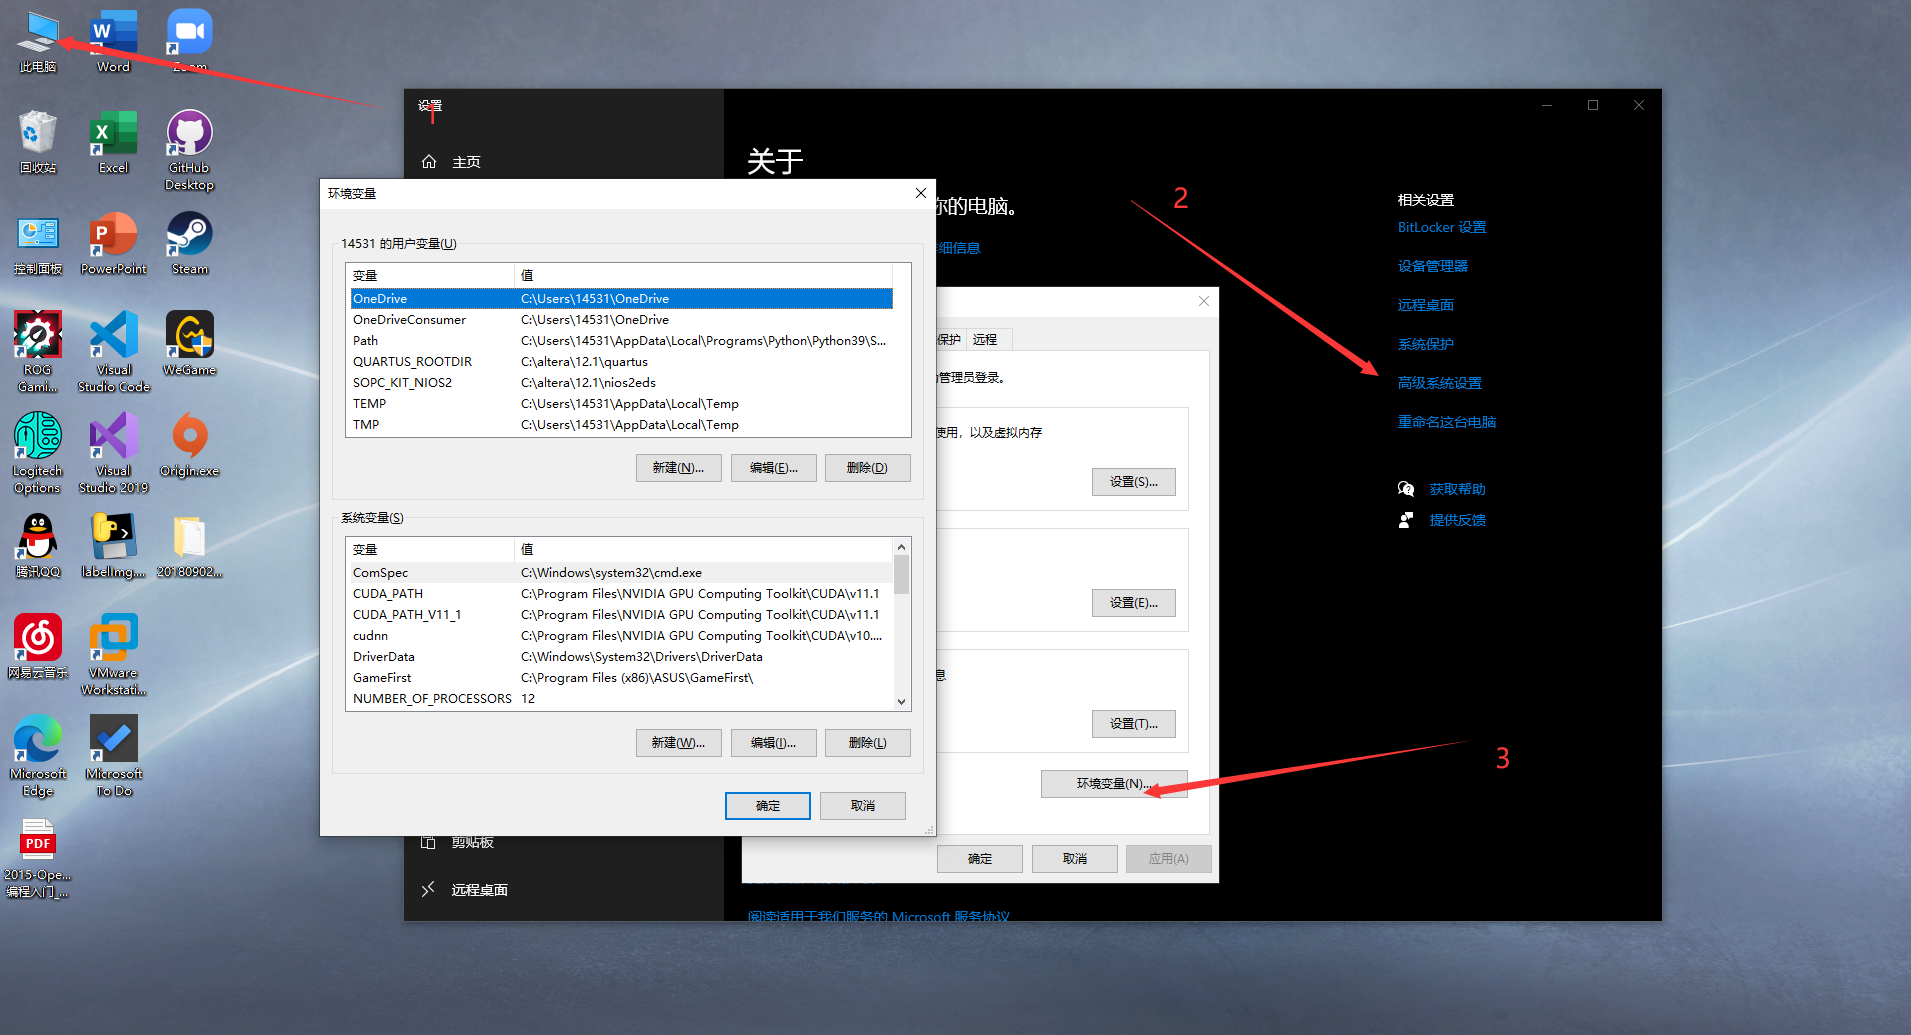 此电脑
Word
Zoom
回收站
Excel
GitHub
Desktop
控制面板
PowerPoint
Steam
ROG
Gami...
Visual
Studio Code
WeGame
Logitech
Options
Visual
Studio 2019
Origin.exe
腾讯QQ
labelImg....
20180902...
网易云音乐
VMware
Workstati...
Microsoft
Edge
Microsoft
To Do
PDF
2015-Ope...
编程入门_...
设置
1
主页
剪贴板
远程桌面
关于
你的电脑。
详细信息
阅读适用于我们服务的 Microsoft 服务协议
2
相关设置
BitLocker 设置
设备管理器
远程桌面
系统保护
高级系统设置
重命名这台电脑
获取帮助
提供反馈
3
保护
远程
管理员登录。
使用，以及虚拟内存
设置(S)...
设置(E)...
息
设置(T)...
环境变量(N)...
确定
取消
应用(A)
环境变量
14531 的用户变量(U)
变量 值
OneDrive C:\Users\14531\OneDrive
OneDriveConsumer C:\Users\14531\OneDrive
Path C:\Users\14531\AppData\Local\Programs\Python\Python39\S...
QUARTUS_ROOTDIR C:\altera\12.1\quartus
SOPC_KIT_NIOS2 C:\altera\12.1\nios2eds
TEMP C:\Users\14531\AppData\Local\Temp
TMP C:\Users\14531\AppData\Local\Temp
新建(N)... 编辑(E)... 删除(D)
系统变量(S)
变量 值
ComSpec C:\Windows\system32\cmd.exe
CUDA_PATH C:\Program Files\NVIDIA GPU Computing Toolkit\CUDA\v11.1
CUDA_PATH_V11_1 C:\Program Files\NVIDIA GPU Computing Toolkit\CUDA\v11.1
cudnn C:\Program Files\NVIDIA GPU Computing Toolkit\CUDA\v10....
DriverData C:\Windows\System32\Drivers\DriverData
GameFirst C:\Program Files (x86)\ASUS\GameFirst\
NUMBER_OF_PROCESSORS 12
新建(W)... 编辑(I)... 删除(L)
确定 取消